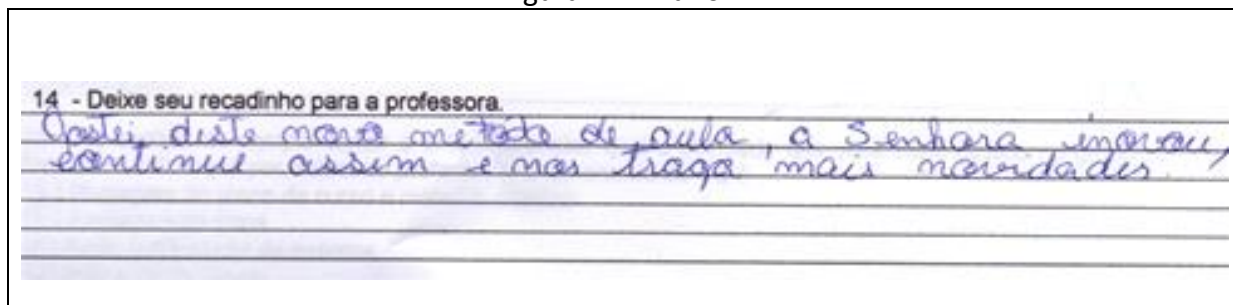 14 - Deixe seu recadinho para a professora.
Gostei deste novo método de aula, a Senhora inovou,
continue assim e nos traga mais novidades.